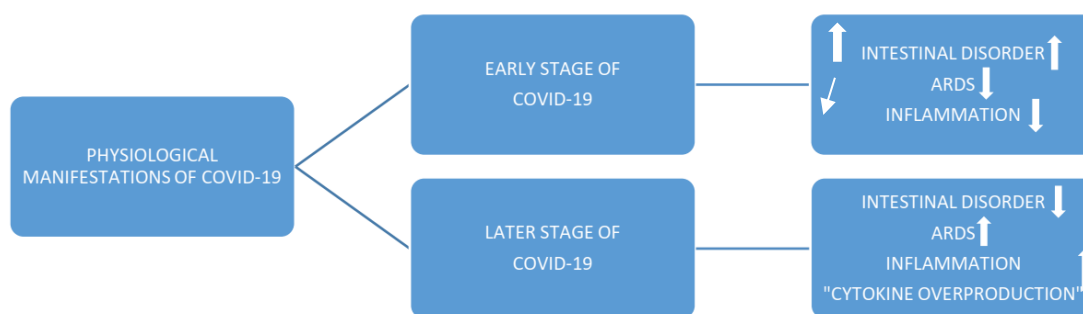 PHYSIOLOGICAL
MANIFESTATIONS OF COVID-19
EARLY STAGE OF
COVID-19
INTESTINAL DISORDER
ARDS
INFLAMMATION
LATER STAGE OF
COVID-19
INTESTINAL DISORDER
ARDS
INFLAMMATION
"CYTOKINE OVERPRODUCTION"